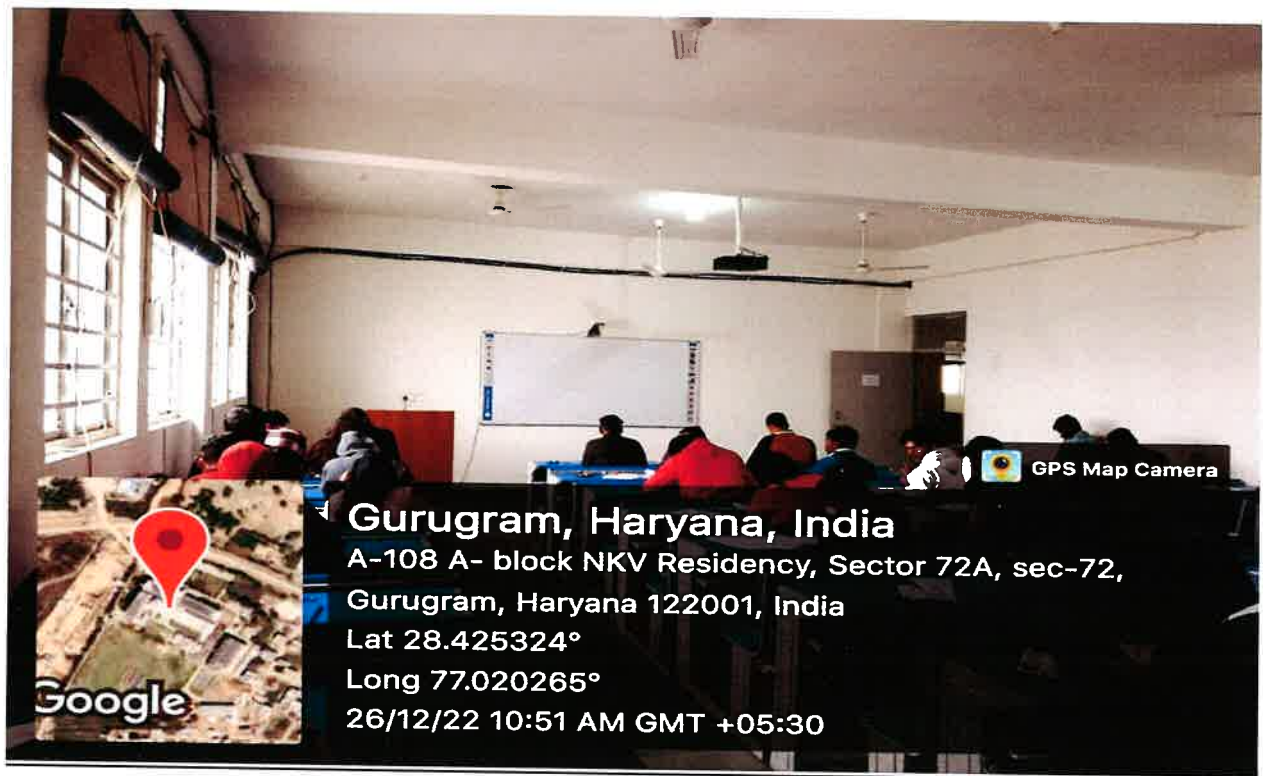 GPS Map Camera
Gurugram, Haryana, India
A-108 A- block NKV Residency, Sector 72A, sec-72,
Gurugram, Haryana 122001, India
Lat 28.425324°
Long 77.020265°
26/12/22 10:51 AM GMT +05:30
Google